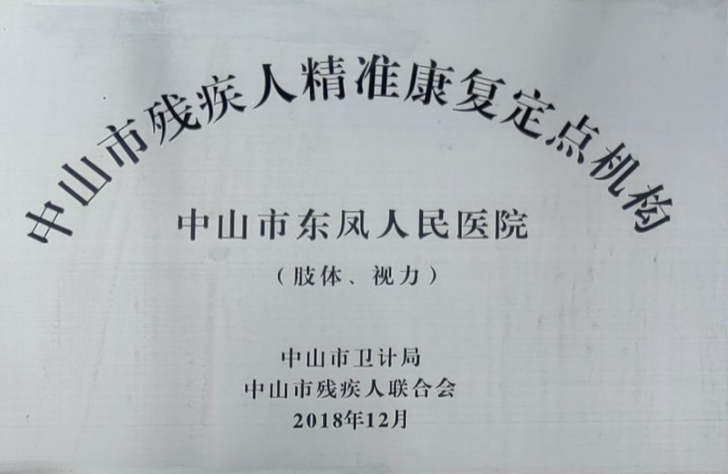 中山市残疾人精准康复定点机构
中山市东凤人民医院
（肢体、视力）
中山市卫计局
中山市残疾人联合会
2018年12月